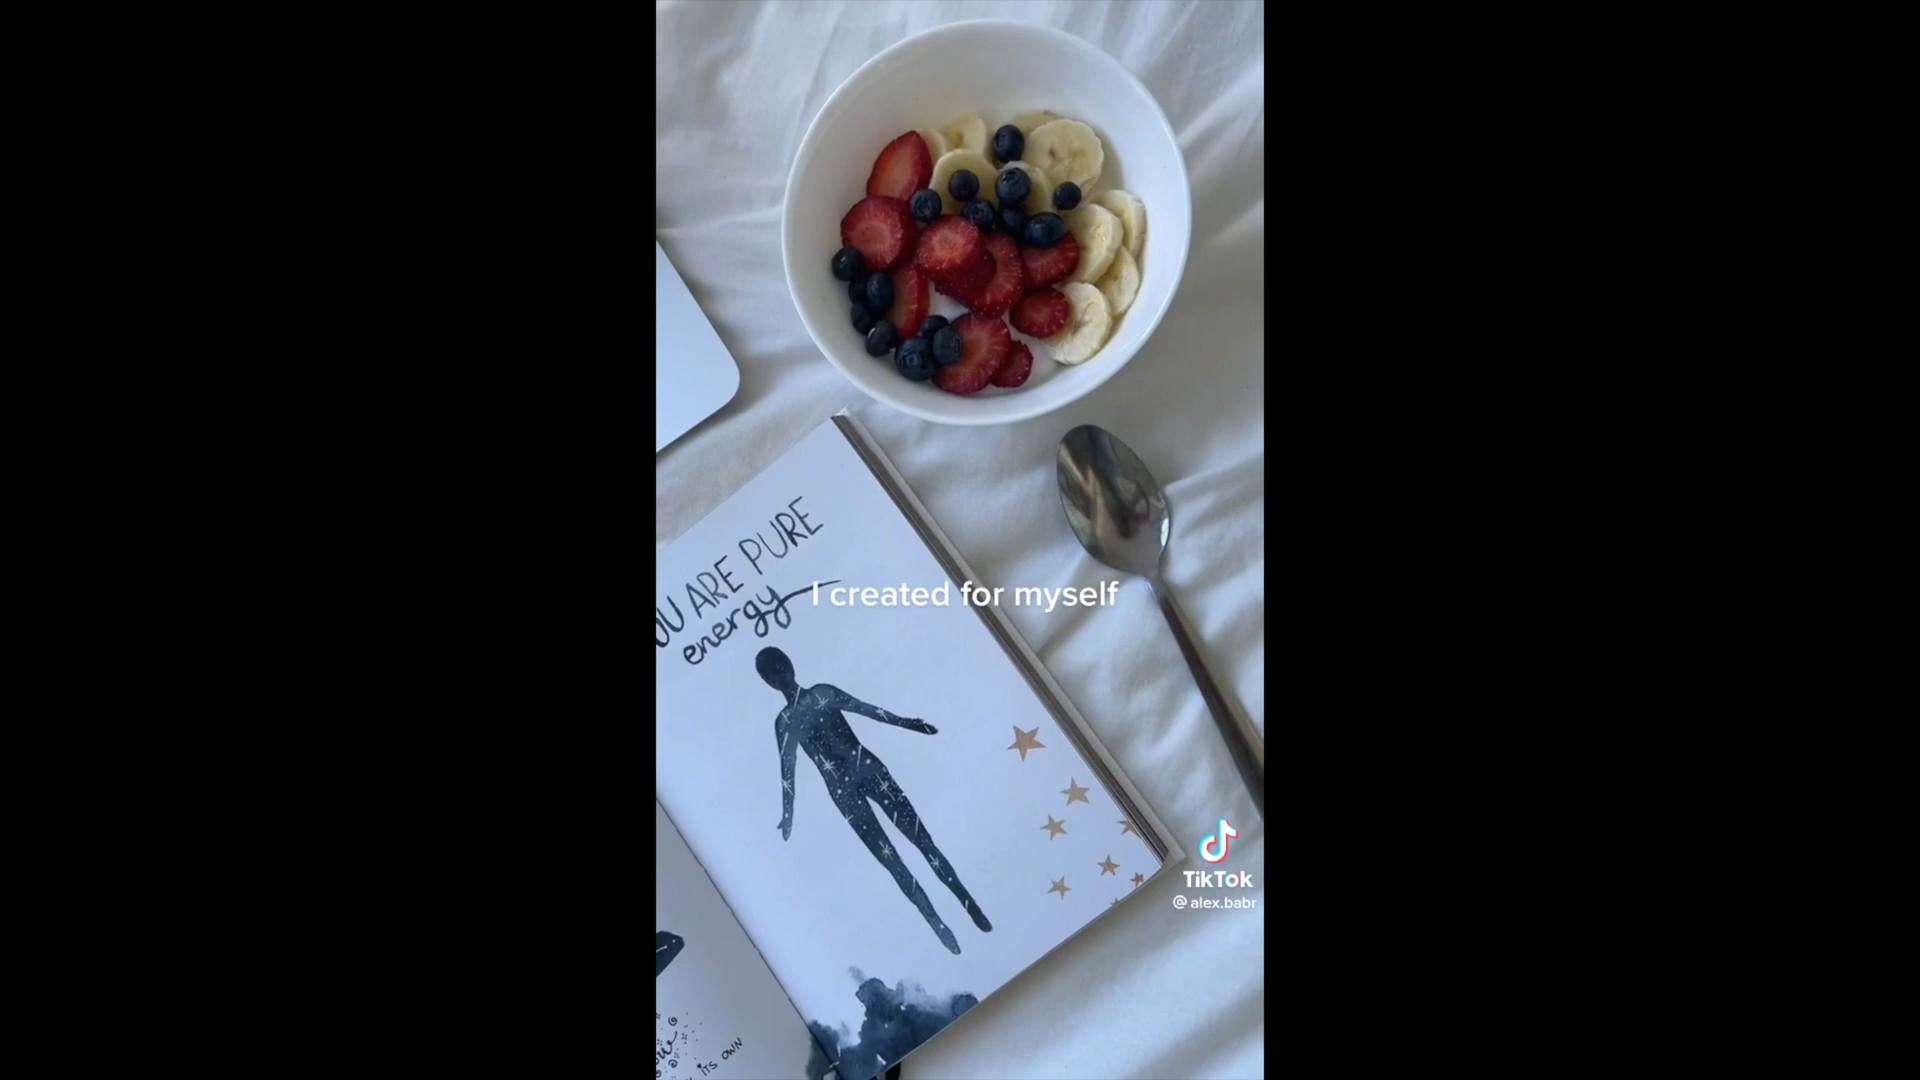 OU ARE PURE
energy
I created for myself
TikTok
@ alex.babr
ITS OWN